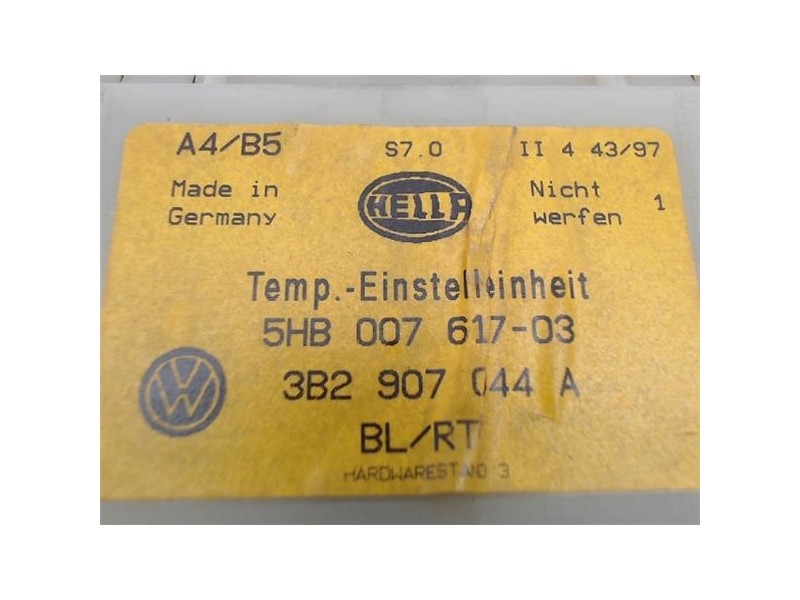 A4/B5 S7.0 II 4 43/97
Made in Germany
HELLA
Nicht werfen 1
Temp.-Einstelleinheit
5HB 007 617-03
3B2 907 044 A
VW
BL/RT
HARDWARESTAND 3